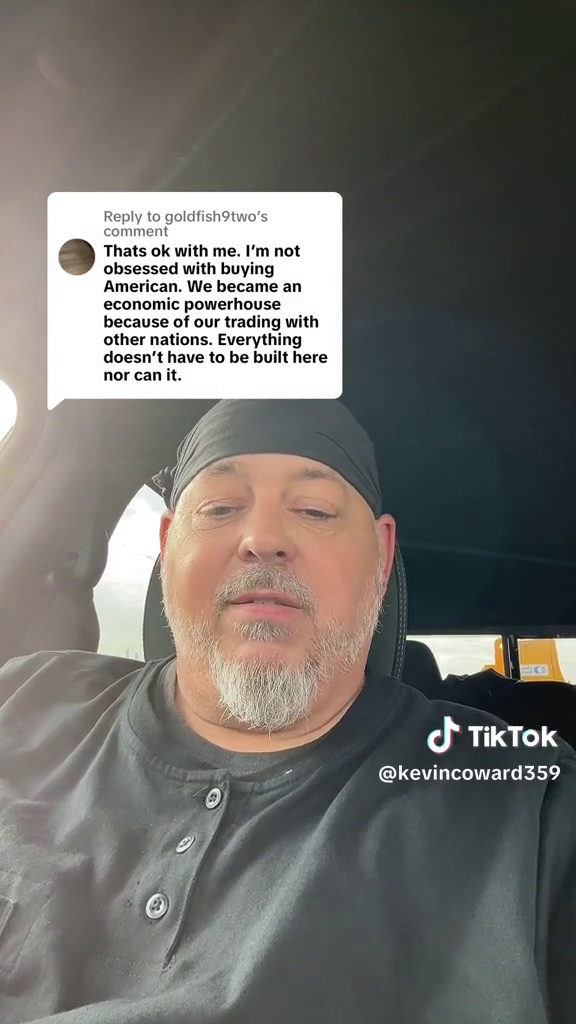 Reply to goldfish9two's
comment
Thats ok with me. I'm not
obsessed with buying
American. We became an
economic powerhouse
because of our trading with
other nations. Everything
doesn't have to be built here
nor can it.
TikTok
@kevincoward359